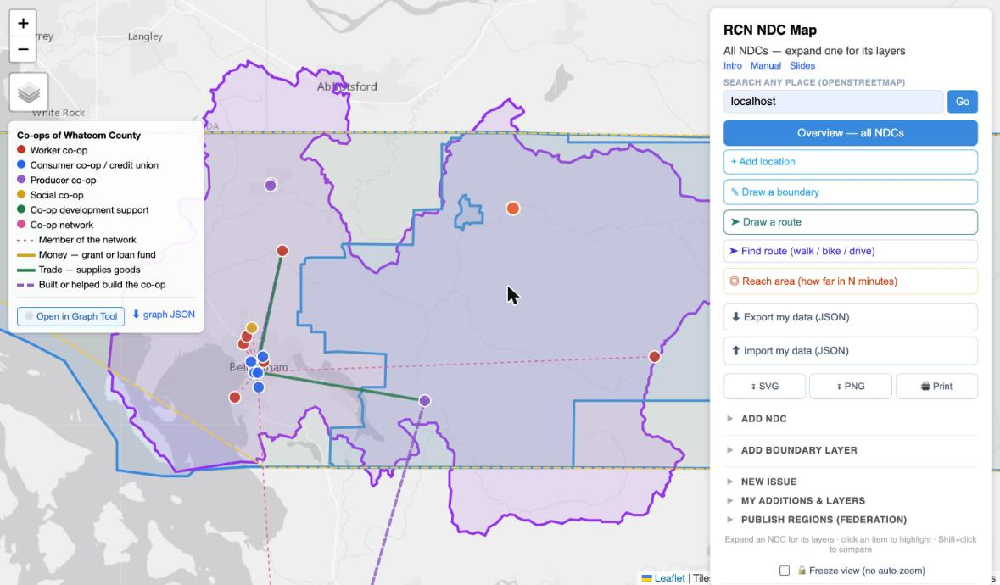 +
−
rrey
Langley
Abbotsford
White Rock
CANADA
Bellingham
Co-ops of Whatcom County
Worker co-op
Consumer co-op / credit union
Producer co-op
Social co-op
Co-op development support
Co-op network
Member of the network
Money — grant or loan fund
Trade — supplies goods
Built or helped build the co-op
Open in Graph Tool
⬇ graph JSON
RCN NDC Map
All NDCs — expand one for its layers
Intro Manual Slides
SEARCH ANY PLACE (OPENSTREETMAP)
localhost Go
Overview — all NDCs
+ Add location
✎ Draw a boundary
➤ Draw a route
➤ Find route (walk / bike / drive)
◎ Reach area (how far in N minutes)
⬇ Export my data (JSON)
⬆ Import my data (JSON)
↧ SVG ↧ PNG 🖶 Print
▶ ADD NDC
▶ ADD BOUNDARY LAYER
▶ NEW ISSUE
▶ MY ADDITIONS & LAYERS
▶ PUBLISH REGIONS (FEDERATION)
Expand an NDC for its layers · click an item to highlight · Shift+click
to compare
🔒 Freeze view (no auto-zoom)
Leaflet | Tile
s